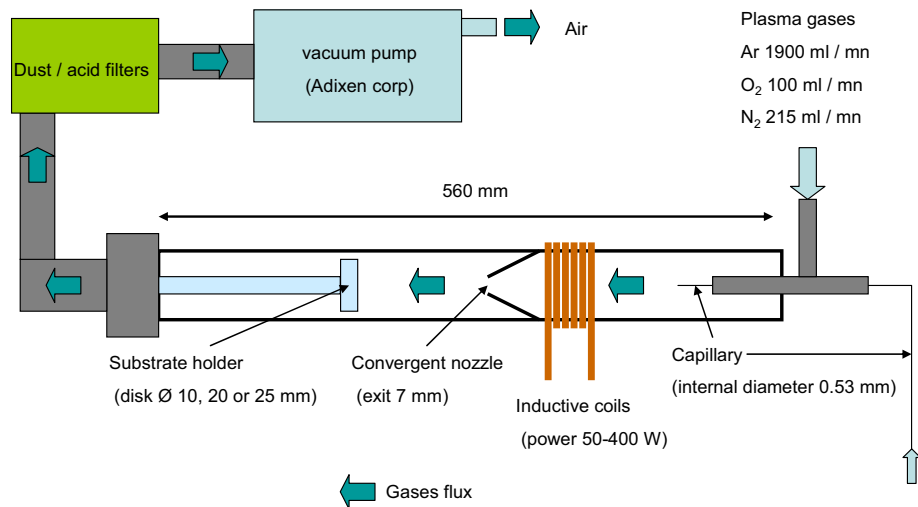 Plasma gases
Ar 1900 ml / mn
O₂ 100 ml / mn
N₂ 215 ml / mn
Air
vacuum pump
(Adixen corp)
Dust / acid filters
560 mm
Substrate holder
(disk Ø 10, 20 or 25 mm)
Convergent nozzle
(exit 7 mm)
Inductive coils
(power 50-400 W)
Capillary
(internal diameter 0.53 mm)
Gases flux